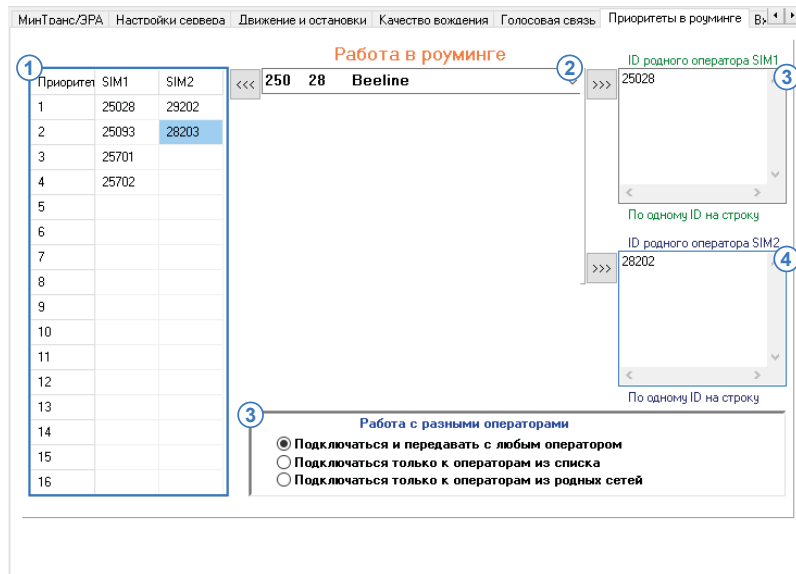 МинТранс/ЭРА Настройки сервера Движение и остановки Качество вождения Голосовая связь Приоритеты в роуминге Вх
Работа в роуминге
1
Приоритет SIM1 SIM2
1 25028 29202
2 25093 28203
3 25701
4 25702
5
6
7
8
9
10
11
12
13
14
15
16
<<< 250 28 Beeline
2
>>>
ID родного оператора SIM1
25028
3
По одному ID на строку
ID родного оператора SIM2
>>>
28202
4
По одному ID на строку
3
Работа с разными операторами
Подключаться и передавать с любым оператором
Подключаться только к операторам из списка
Подключаться только к операторам из родных сетей